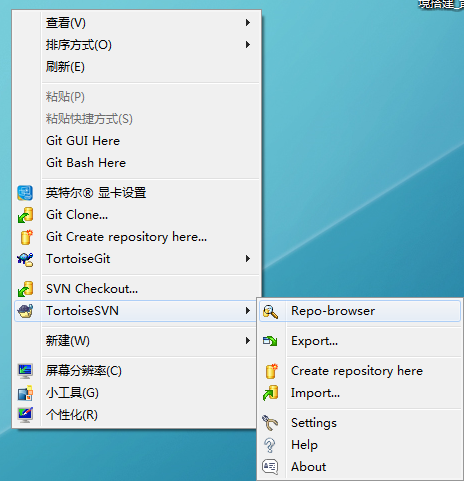 境搭建
查看(V)
排序方式(O)
刷新(E)
粘贴(P)
粘贴快捷方式(S)
Git GUI Here
Git Bash Here
英特尔® 显卡设置
Git Clone...
Git Create repository here...
TortoiseGit
SVN Checkout...
TortoiseSVN
新建(W)
屏幕分辨率(C)
小工具(G)
个性化(R)
Repo-browser
Export...
Create repository here
Import...
Settings
Help
About